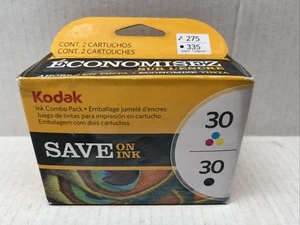 CONT. 2 CARTUCHOS
CONT. 2 CARTOUCHES
275
335
ÉCONOMISEZ
SUR L'ENCRE
Kodak
Ink Combo Pack • Emballage jumelé d'encres
Juego de tintas para impresión en cartucho
Embalagem com dois cartuchos
30
30
SAVE ON INK